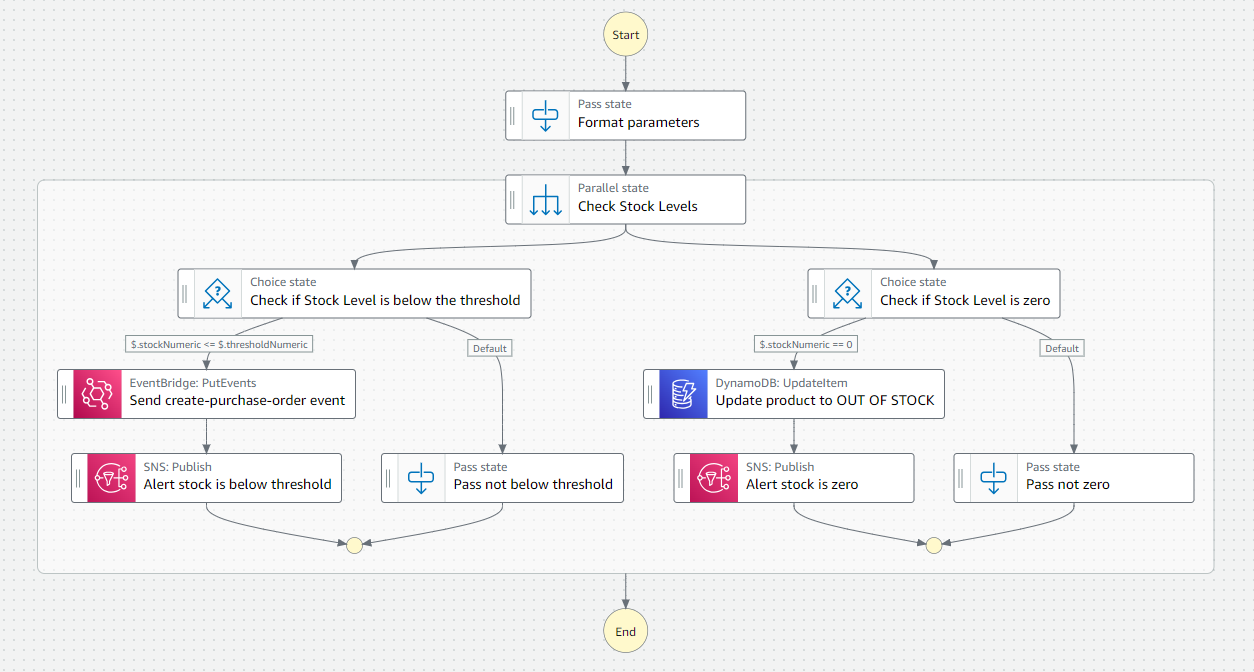 Start
Pass state
Format parameters
Parallel state
Check Stock Levels
Choice state
Check if Stock Level is below the threshold
Choice state
Check if Stock Level is zero
$.stockNumeric <= $.thresholdNumeric
Default
$.stockNumeric == 0
Default
EventBridge: PutEvents
Send create-purchase-order event
DynamoDB: UpdateItem
Update product to OUT OF STOCK
SNS: Publish
Alert stock is below threshold
Pass state
Pass not below threshold
SNS: Publish
Alert stock is zero
Pass state
Pass not zero
End